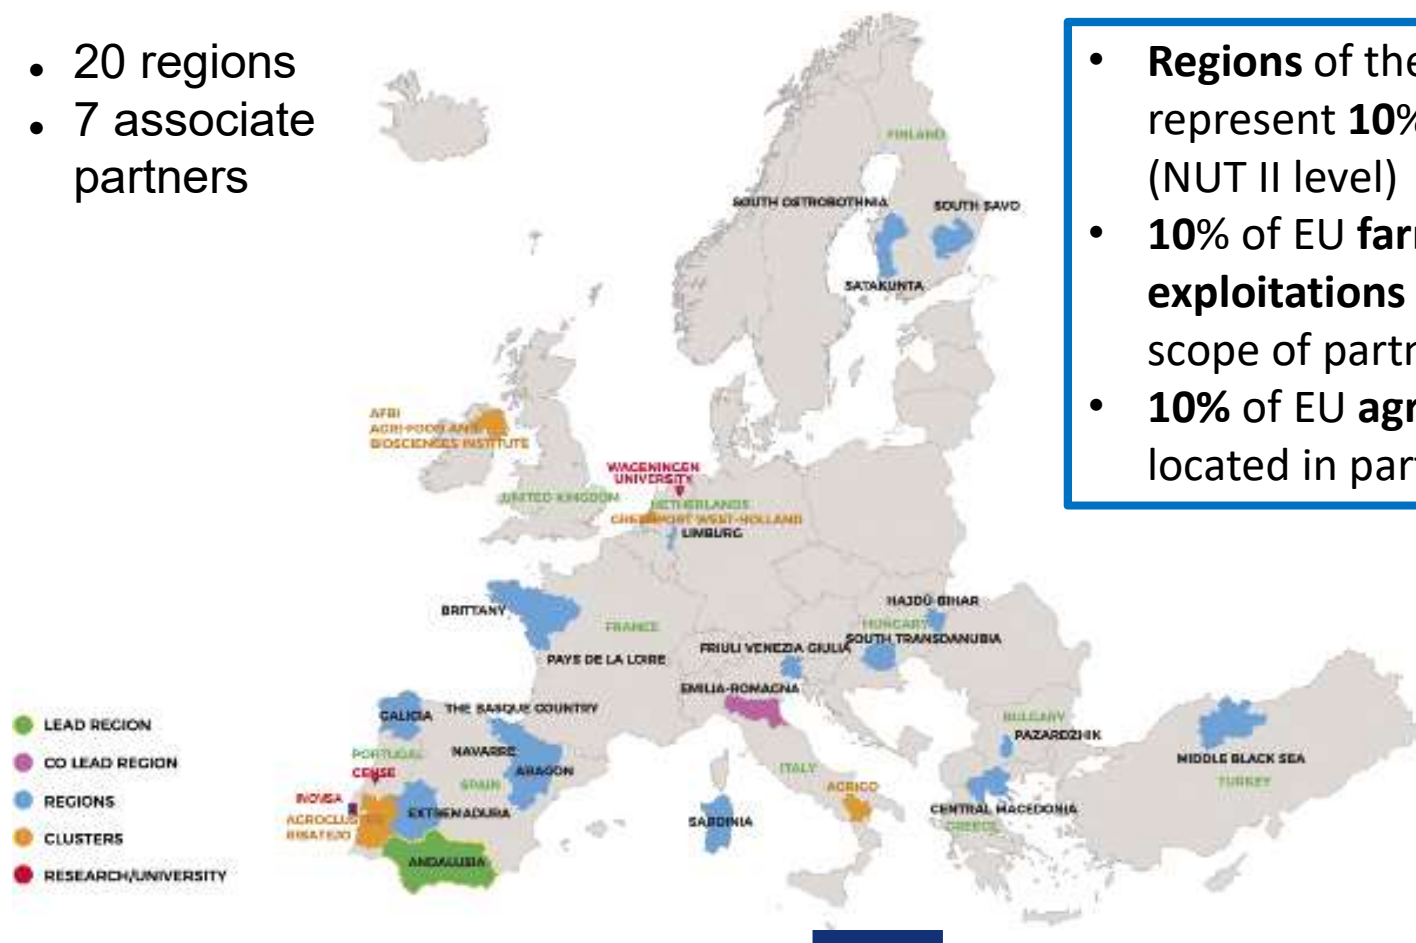 • 20 regions
• 7 associate
partners
• Regions of the
represent 10%
(NUT II level)
• 10% of EU farm
exploitations
scope of partn
• 10% of EU agr
located in part
FINLAND
SOUTH OSTROBOTHNIA
SOUTH SAVO
SATAKUNTA
AFBI
AGRI-FOOD AND
BIOSCIENCES INSTITUTE
WAGENINGEN
UNIVERSITY
UNITED KINGDOM
NETHERLANDS
GREENPORT WEST-HOLLAND
LIMBURG
BRITTANY
FRANCE
PAYS DE LA LOIRE
HAJDÚ-BIHAR
HUNGARY
SOUTH TRANSDANUBIA
FRIULI VENEZIA GIULIA
EMILIA-ROMAGNA
GALICIA
THE BASQUE COUNTRY
PORTUGAL
NAVARRE
CENSE
SPAIN
ARAGON
INOVISA
AGROCLUSTER
RIBATEJO
EXTREMADURA
ANDALUSIA
ITALY
AGRICO
SARDINIA
BULGARY
PAZARDZHIK
CENTRAL MACEDONIA
GREECE
MIDDLE BLACK SEA
TURKEY
LEAD REGION
CO LEAD REGION
REGIONS
CLUSTERS
RESEARCH/UNIVERSITY